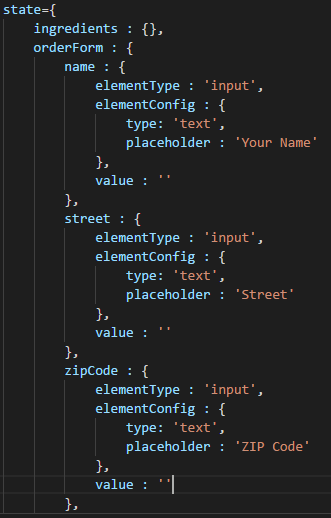 state={
    ingredients : {},
    orderForm : {
        name : {
            elementType : 'input',
            elementConfig : {
                type: 'text',
                placeholder : 'Your Name'
            },
            value : ''
        },
        street : {
            elementType : 'input',
            elementConfig : {
                type: 'text',
                placeholder : 'Street'
            },
            value : ''
        },
        zipCode : {
            elementType : 'input',
            elementConfig : {
                type: 'text',
                placeholder : 'ZIP Code'
            },
            value : ''
        },